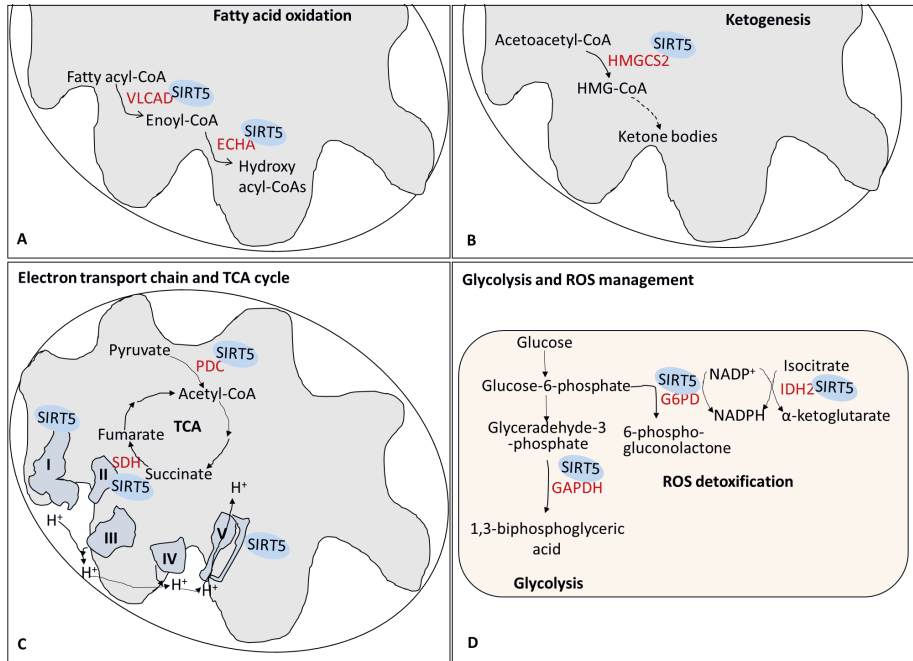 Fatty acid oxidation
Fatty acyl-CoA
SIRT5
VLCAD
Enoyl-CoA
SIRT5
ECHA
Hydroxy
acyl-CoAs
A
Ketogenesis
Acetoacetyl-CoA
SIRT5
HMGCS2
HMG-CoA
Ketone bodies
B
Electron transport chain and TCA cycle
Pyruvate
SIRT5
PDC
Acetyl-CoA
TCA
Fumarate
Succinate
SDH
SIRT5
SIRT5
I
II
III
IV
V
SIRT5
H⁺
H⁺
H⁺
H⁺
H⁺
C
Glycolysis and ROS management
Glucose
Glucose-6-phosphate
Glyceradehyde-3
-phosphate
SIRT5
GAPDH
1,3-biphosphoglyceric
acid
Glycolysis
SIRT5
G6PD
6-phospho-
gluconolactone
NADP⁺
NADPH
Isocitrate
IDH2
SIRT5
α-ketoglutarate
ROS detoxification
D